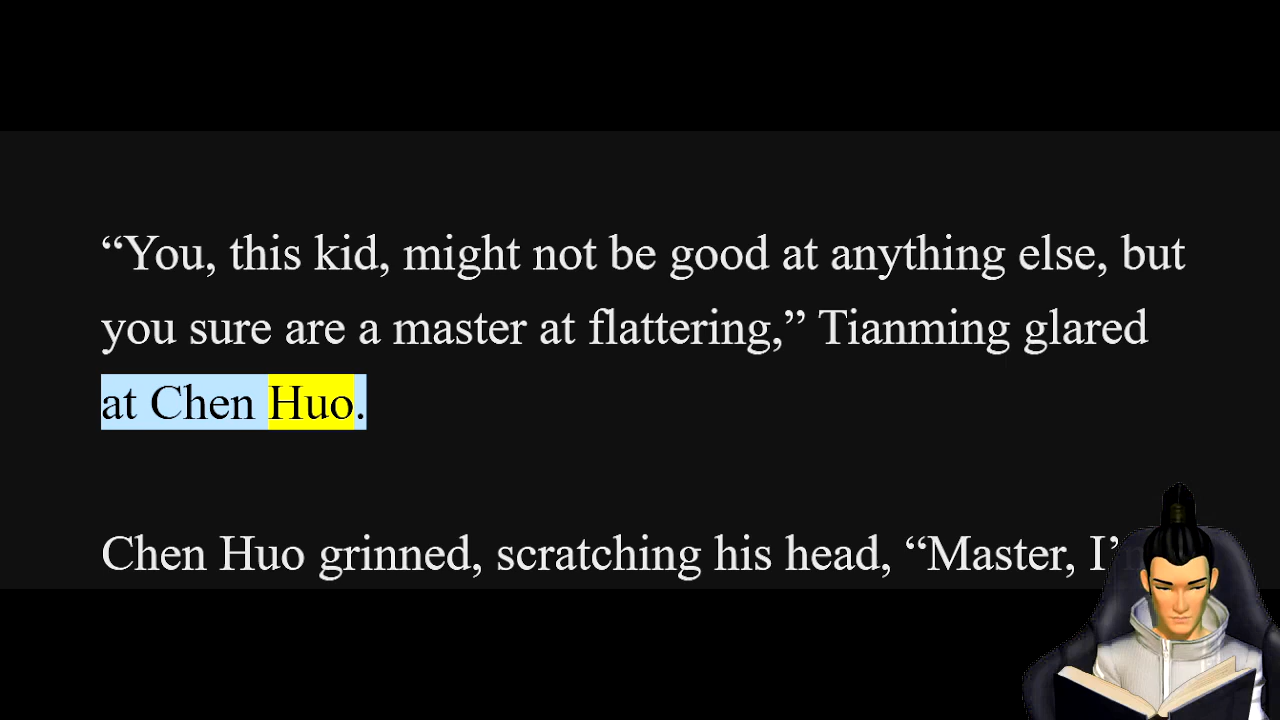 “You, this kid, might not be good at anything else, but
you sure are a master at flattering,” Tianming glared
at Chen Huo.
Chen Huo grinned, scratching his head, “Master,